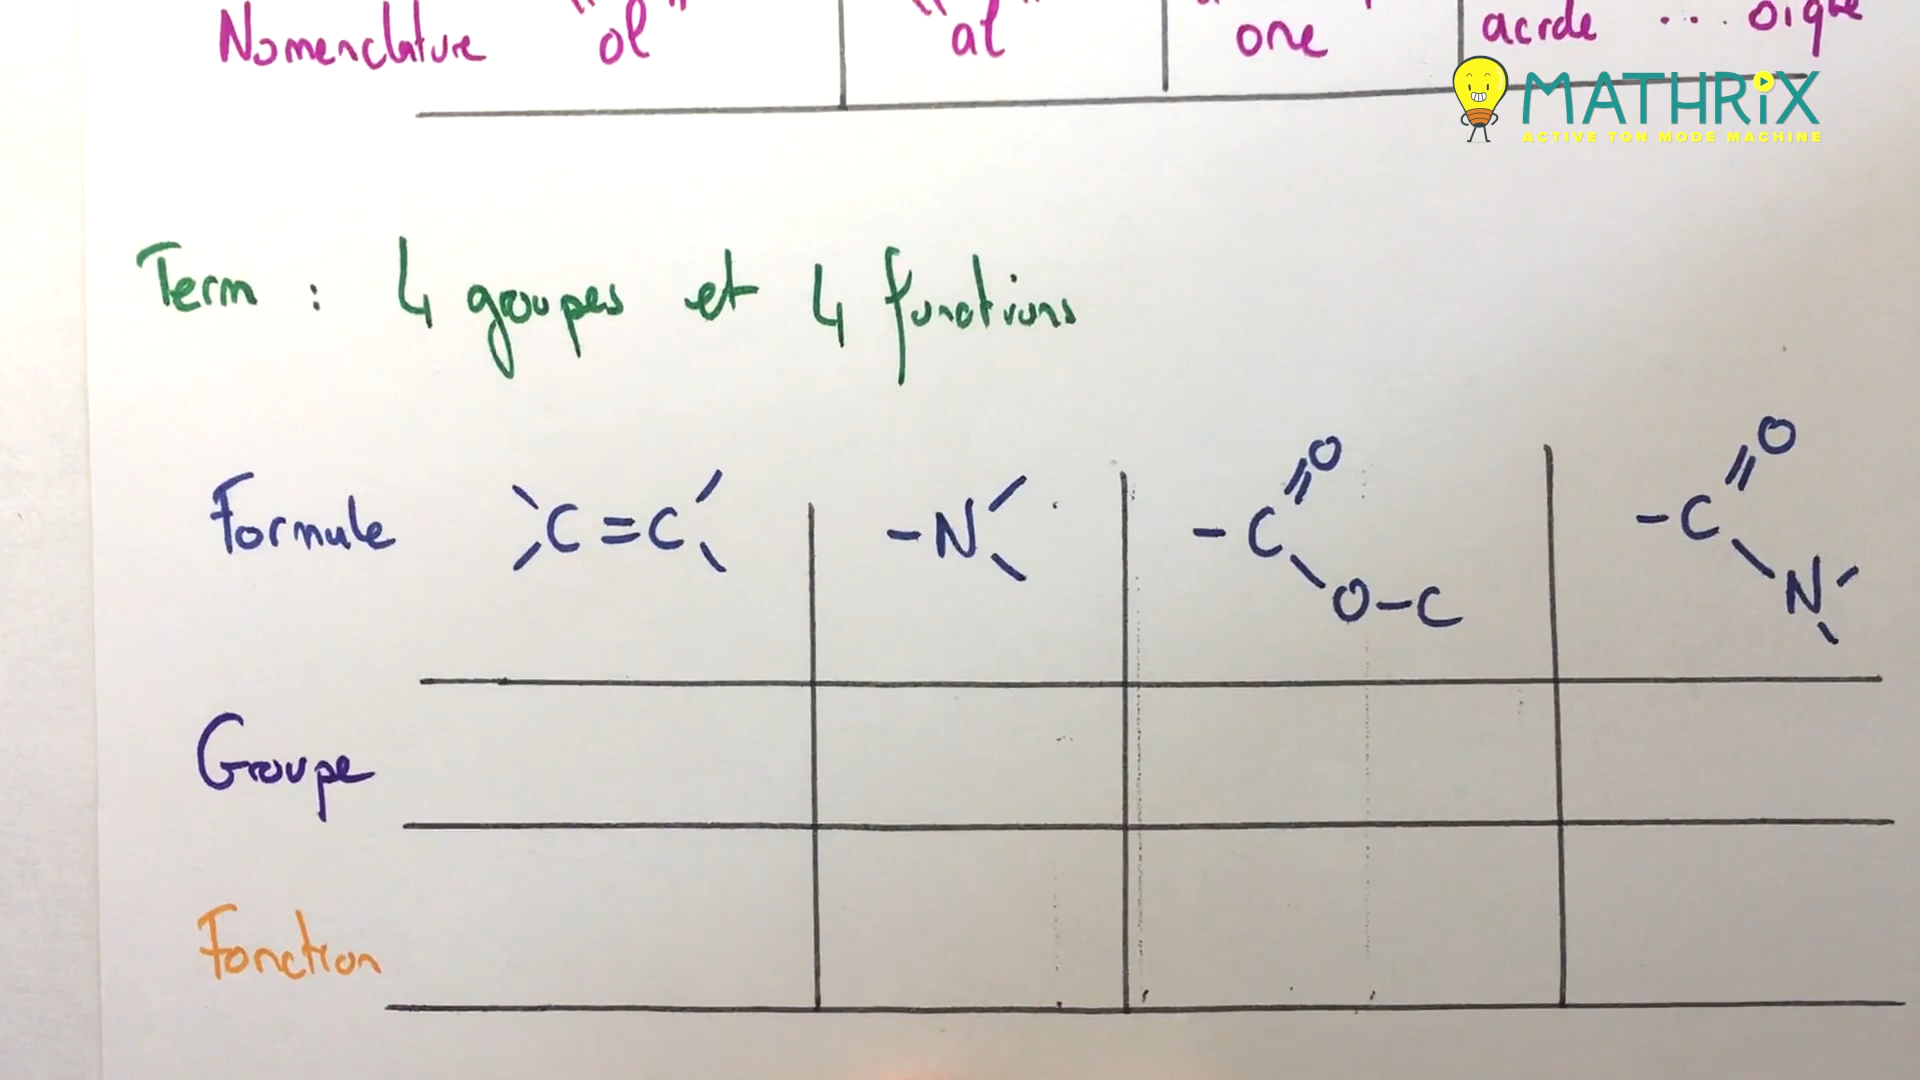 Nomenclature "ol" "al" "one" acide ... oïque
MATHRIX
ACTIVE TON MODE MACHINE
Term : 4 groupes et 4 fonctions
Formule C=C -N -C=O O-C -C=O N
Groupe
Fonction